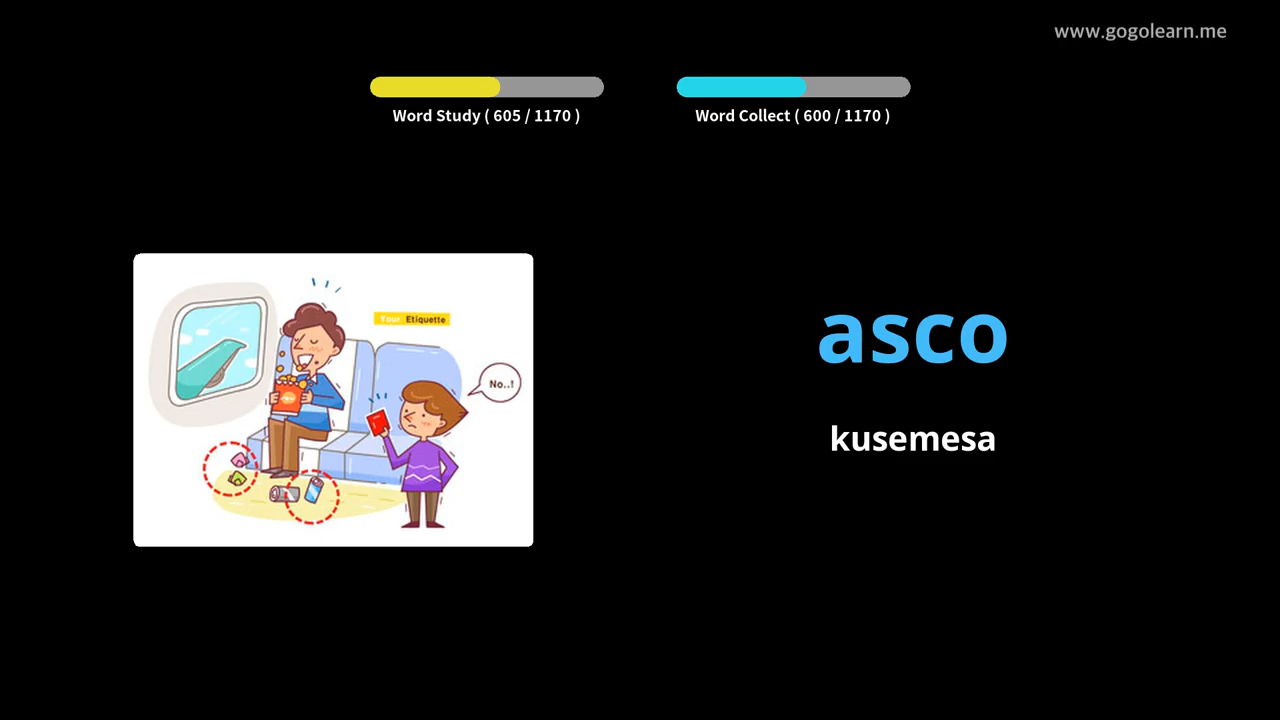 www.gogolearn.me
Word Study ( 605 / 1170 )
Word Collect ( 600 / 1170 )
Your Etiquette
No..!
asco
kusemesa